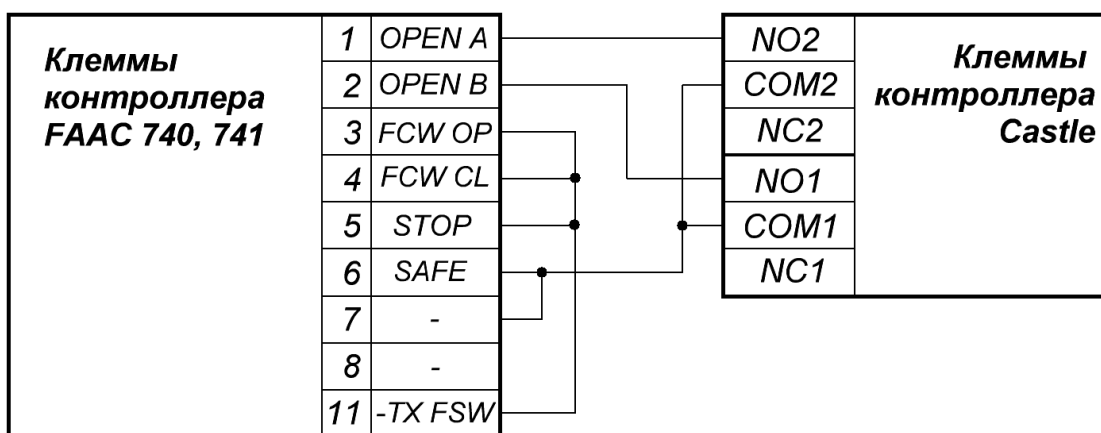 Клеммы
контроллера
FAAC 740, 741
1 OPEN A
2 OPEN B
3 FCW OP
4 FCW CL
5 STOP
6 SAFE
7 -
8 -
11 -TX FSW
NO2
COM2
NC2
NO1
COM1
NC1
Клеммы
контроллера
Castle